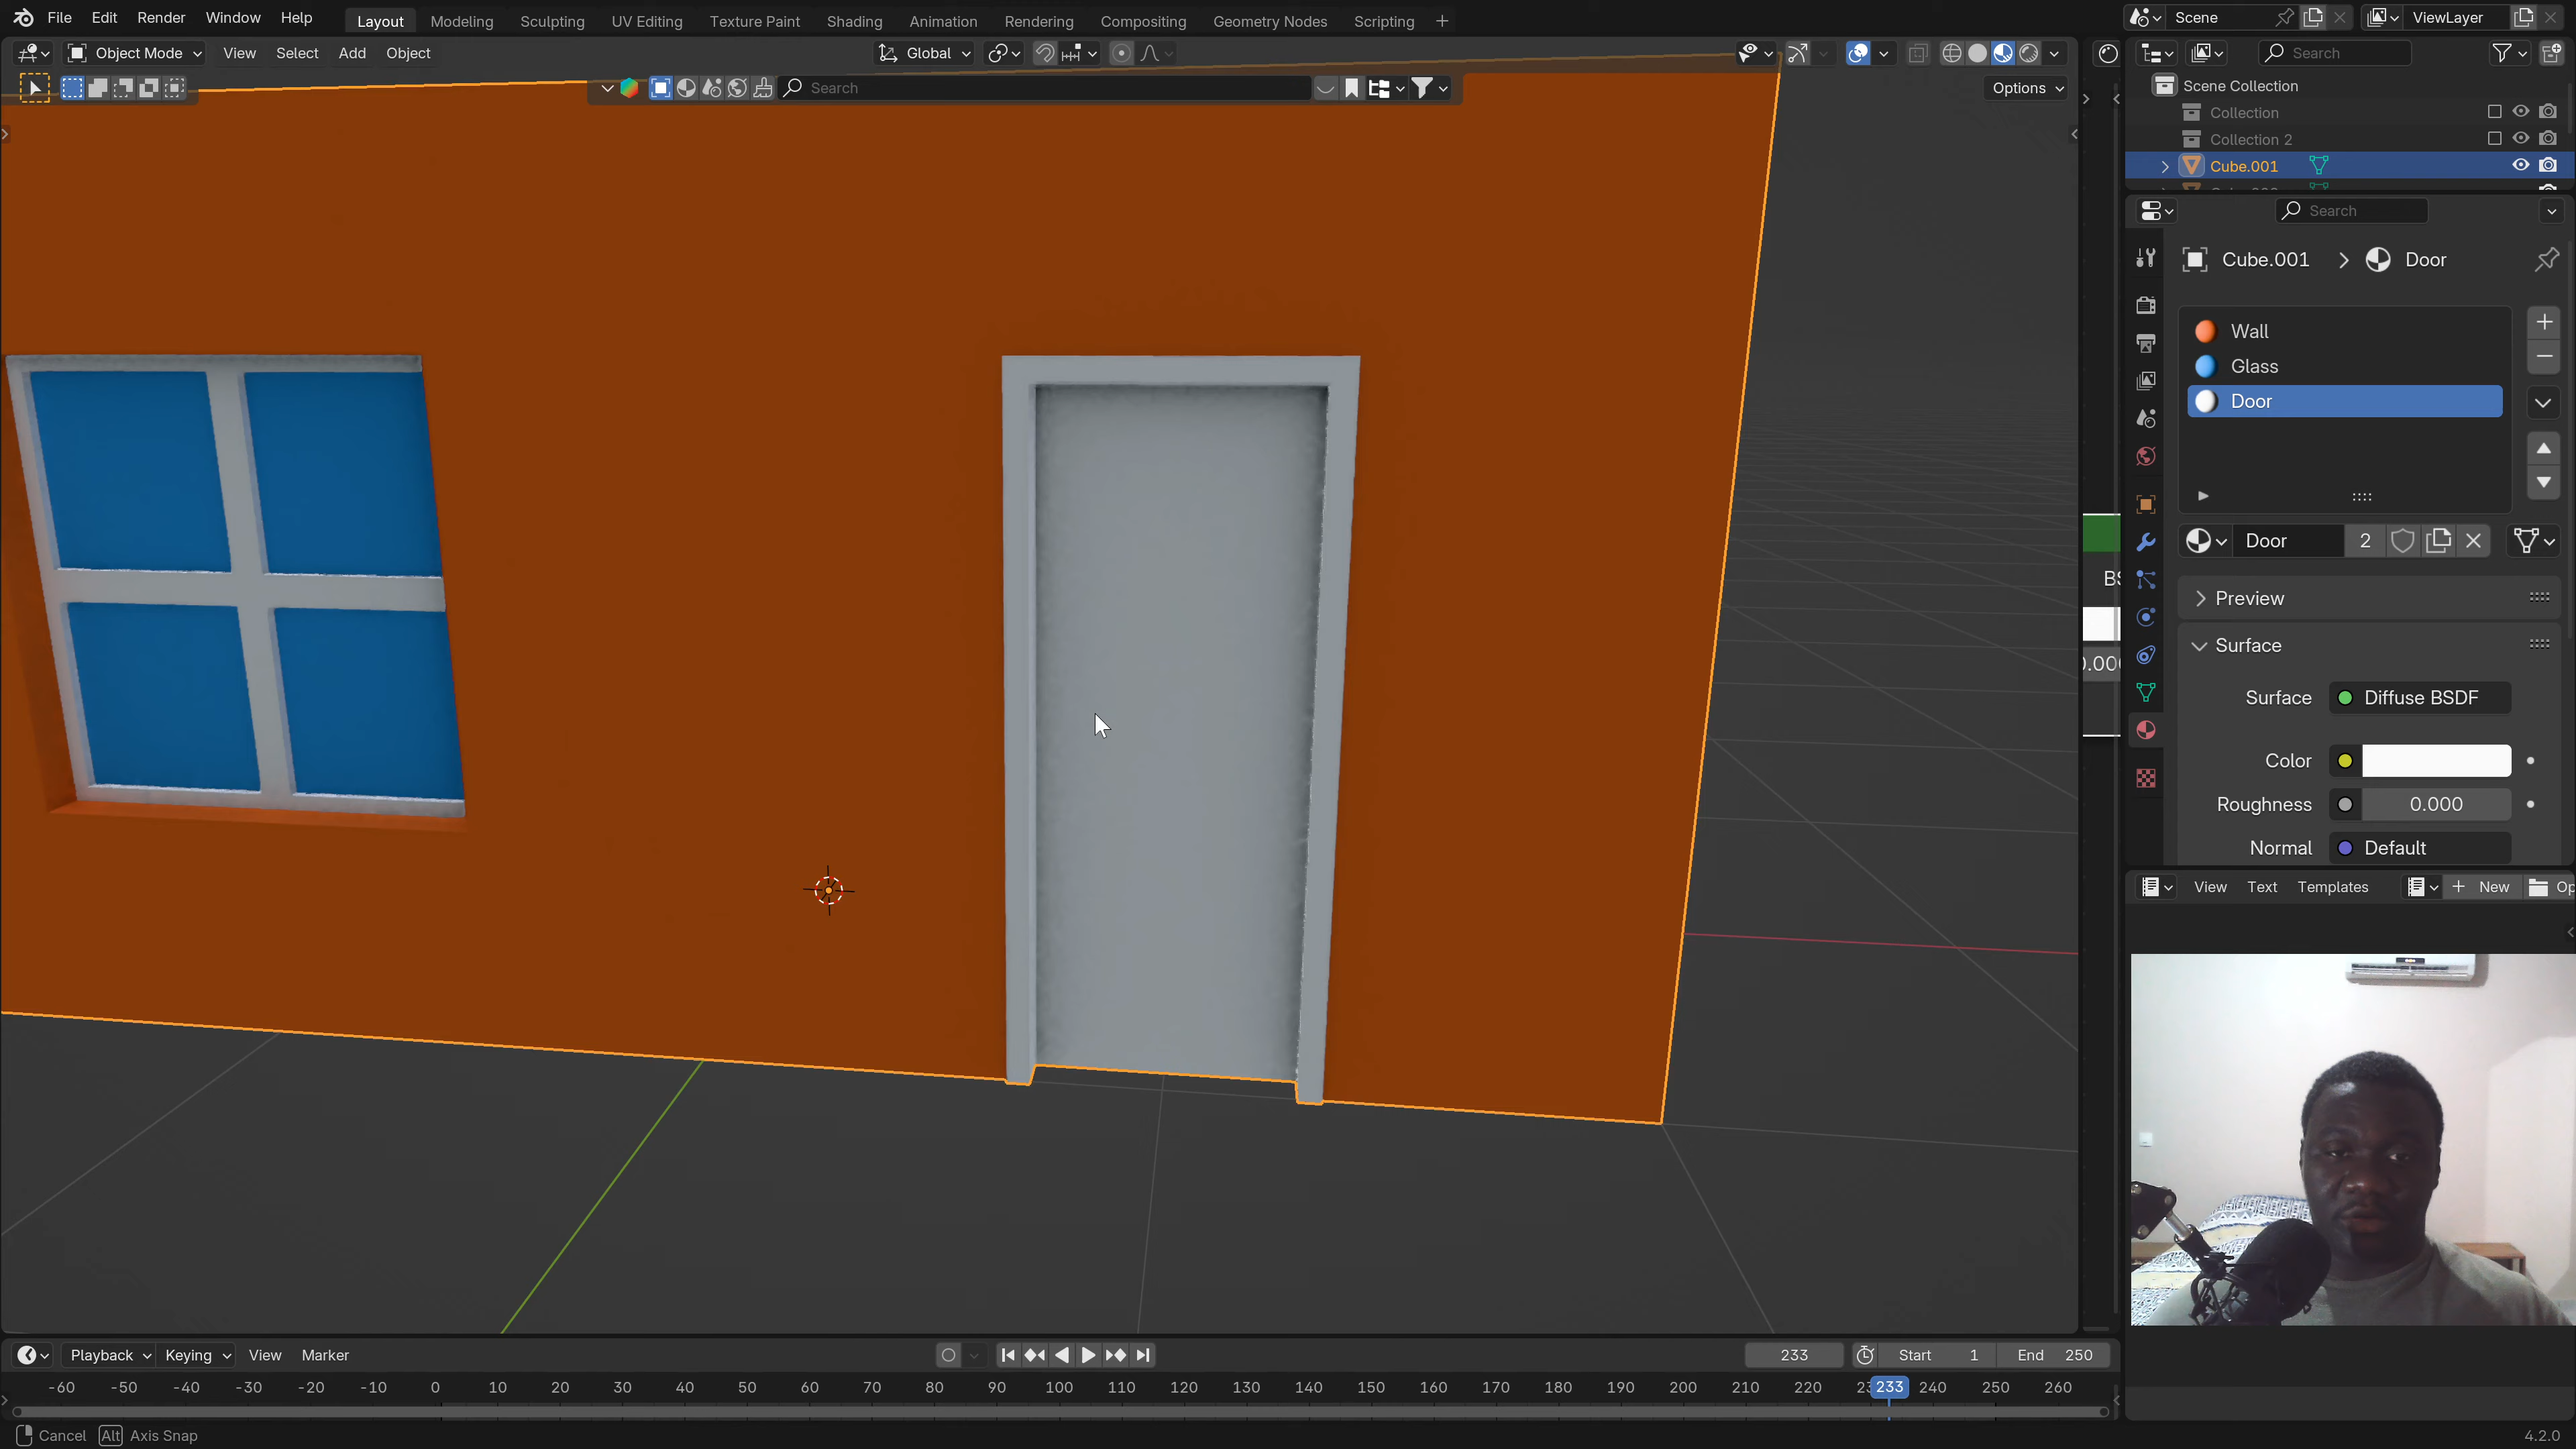 File Edit Render Window Help Layout Modeling Sculpting UV Editing Texture Paint Shading Animation Rendering Compositing Geometry Nodes Scripting + Scene ViewLayer
Object Mode View Select Add Object Global Search
Search Options
Scene Collection
Collection
Collection 2
Cube.001
Search
Cube.001 > Door
Wall
Glass
Door
Door 2
Preview
Surface
Surface Diffuse BSDF
Color
Roughness 0.000
Normal Default
View Text Templates + New
Playback Keying View Marker 233 Start 1 End 250
-60 -50 -40 -30 -20 -10 0 10 20 30 40 50 60 70 80 90 100 110 120 130 140 150 160 170 180 190 200 210 220 233 240 250 260
Cancel Alt Axis Snap 4.2.0